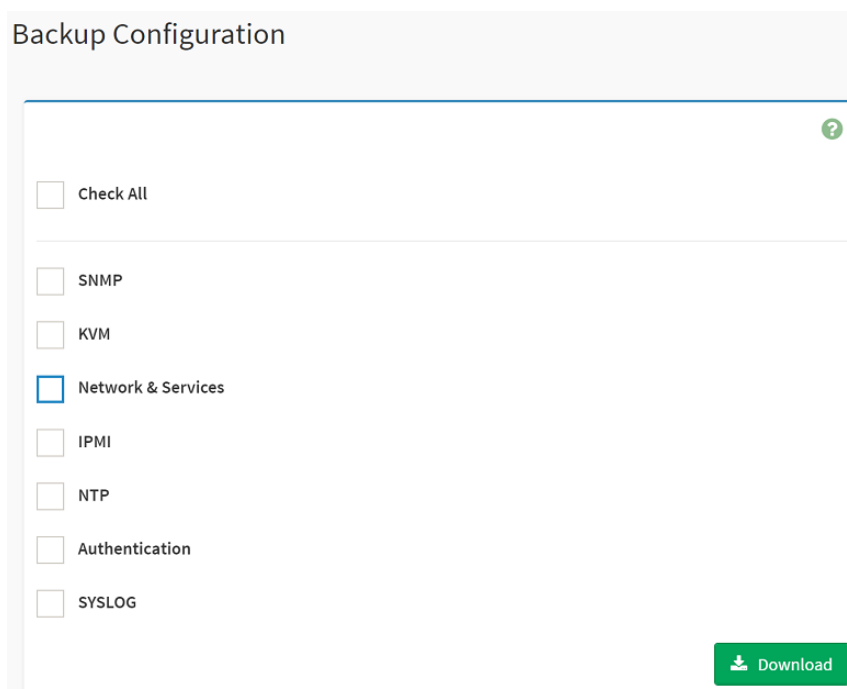 Backup Configuration
?
Check All
SNMP
KVM
Network & Services
IPMI
NTP
Authentication
SYSLOG
Download